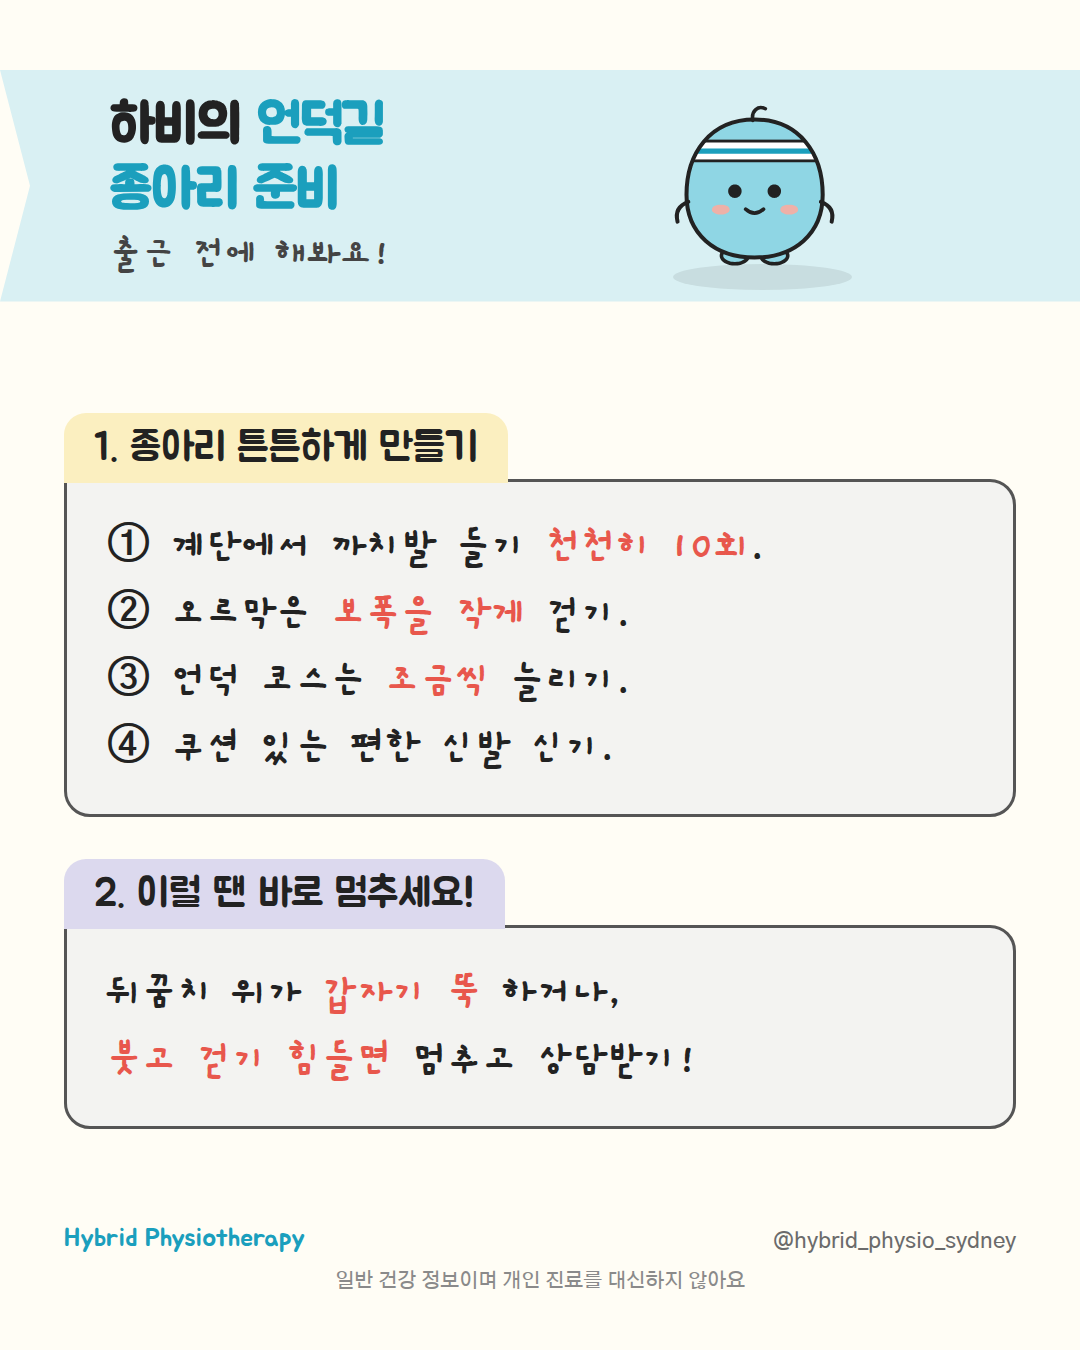 하비의 언덕길
종아리 준비
출근 전에 해봐요!
1. 종아리 튼튼하게 만들기
① 계단에서 까치발 들기 천천히 10회.
② 오르막은 보폭을 작게 걷기.
③ 언덕 코스는 조금씩 늘리기.
④ 쿠션 있는 편한 신발 신기.
2. 이럴 땐 바로 멈추세요!
뒤꿈치 위가 갑자기 뚝 하거나,
붓고 걷기 힘들면 멈추고 상담받기!
Hybrid Physiotherapy
@hybrid_physio_sydney
일반 건강 정보이며 개인 진료를 대신하지 않아요